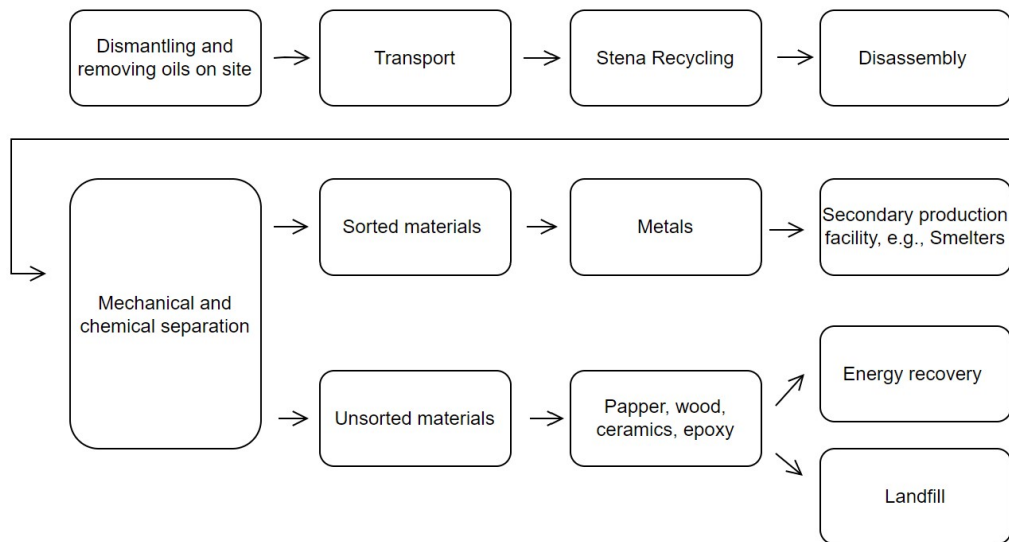 Dismantling and
removing oils on site
Transport
Stena Recycling
Disassembly
Mechanical and
chemical separation
Sorted materials
Metals
Secondary production
facility, e.g., Smelters
Unsorted materials
Papper, wood,
ceramics, epoxy
Energy recovery
Landfill